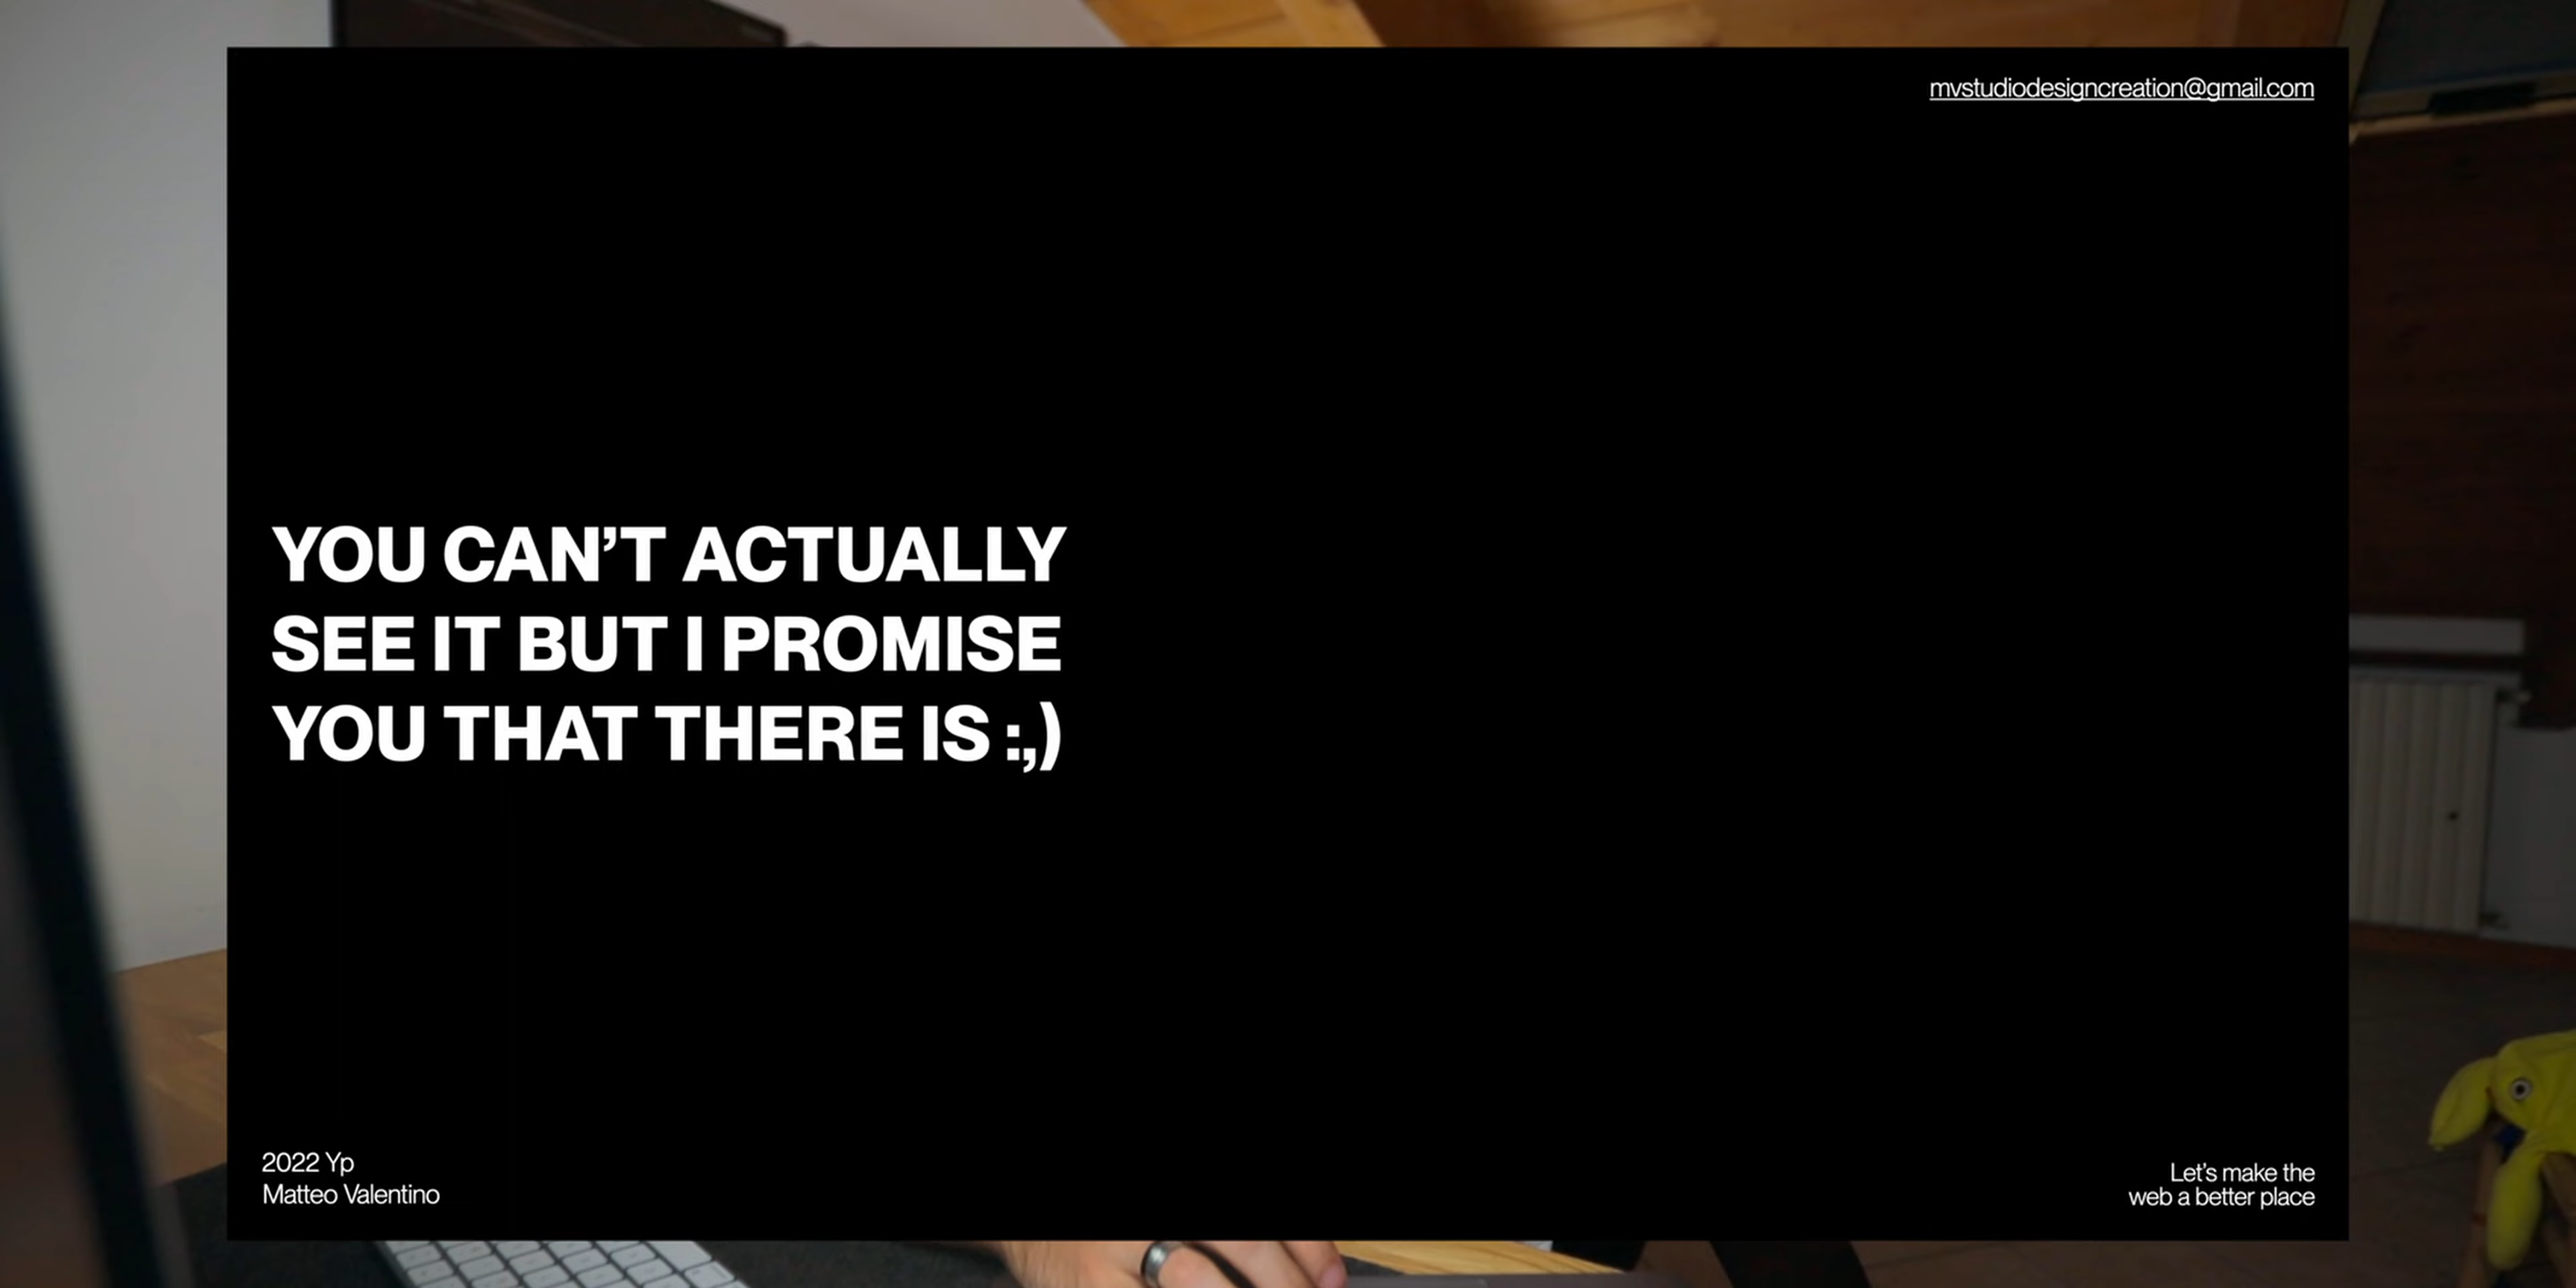 mvstudiodesigncreation@gmail.com
YOU CAN’T ACTUALLY
SEE IT BUT I PROMISE
YOU THAT THERE IS :,)
2022 Yp
Matteo Valentino
Let’s make the
web a better place